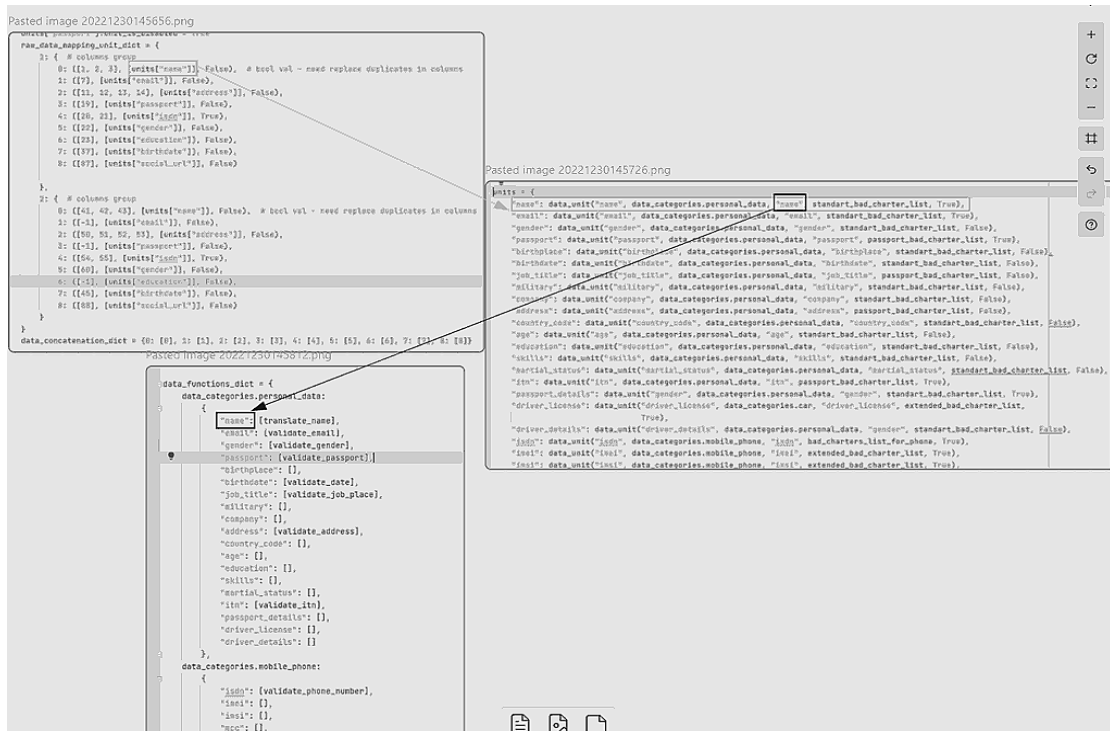 Pasted image 20221230145656.png
units["passport"].unit_is_disabled = True
raw_data_mapping_unit_dict = {
1: {  # columns group
0: ([1, 2, 3], [units["name"]], False),  # bool val - need replace duplicates in columns
1: ([7], [units["email"]], False),
2: ([11, 12, 13, 14], [units["address"]], False),
3: ([19], [units["passport"]], False),
4: ([20, 21], [units["isdn"]], True),
5: ([22], [units["gender"]], False),
6: ([23], [units["education"]], False),
7: ([37], [units["birthdate"]], False),
8: ([87], [units["social_url"]], False)
},
2: {  # columns group
0: ([41, 42, 43], [units["name"]], False),  # bool val - need replace duplicates in columns
1: ([-1], [units["email"]], False),
2: ([50, 51, 52, 53], [units["address"]], False),
3: ([-1], [units["passport"]], False),
4: ([54, 55], [units["isdn"]], True),
5: ([60], [units["gender"]], False),
6: ([-1], [units["education"]], False),
7: ([45], [units["birthdate"]], False),
8: ([88], [units["social_url"]], False)
}
}
data_concatenation_dict = {0: [0], 1: [1], 2: [2], 3: [3], 4: [4], 5: [5], 6: [6], 7: [7], 8: [8]}
Pasted image 20221230145726.png
units = {
"name": data_unit("name", data_categories.personal_data, "name", standart_bad_charter_list, True),
"email": data_unit("email", data_categories.personal_data, "email", standart_bad_charter_list, True),
"gender": data_unit("gender", data_categories.personal_data, "gender", standart_bad_charter_list, False),
"passport": data_unit("passport", data_categories.personal_data, "passport", passport_bad_charter_list, True),
"birthplace": data_unit("birthplace", data_categories.personal_data, "birthplace", standart_bad_charter_list, False),
"birthdate": data_unit("birthdate", data_categories.personal_data, "birthdate", standart_bad_charter_list, False),
"job_title": data_unit("job_title", data_categories.personal_data, "job_title", passport_bad_charter_list, False),
"military": data_unit("military", data_categories.personal_data, "military", standart_bad_charter_list, False),
"company": data_unit("company", data_categories.personal_data, "company", standart_bad_charter_list, False),
"address": data_unit("address", data_categories.personal_data, "address", standart_bad_charter_list, False),
"country_code": data_unit("country_code", data_categories.personal_data, "country_code", standart_bad_charter_list, False),
"age": data_unit("age", data_categories.personal_data, "age", standart_bad_charter_list, False),
"education": data_unit("education", data_categories.personal_data, "education", standart_bad_charter_list, False),
"skills": data_unit("skills", data_categories.personal_data, "skills", standart_bad_charter_list, False),
"martial_status": data_unit("martial_status", data_categories.personal_data, "martial_status", standart_bad_charter_list, False),
"itn": data_unit("itn", data_categories.personal_data, "itn", passport_bad_charter_list, True),
"passport_details": data_unit("gender", data_categories.personal_data, "gender", standart_bad_charter_list, False),
"driver_license": data_unit("driver_license", data_categories.car, "driver_license", extended_bad_charter_list,
True),
"driver_details": data_unit("driver_details", data_categories.personal_data, "gender", standart_bad_charter_list, False),
"isdn": data_unit("isdn", data_categories.mobile_phone, "isdn", bad_charters_list_for_phone, True),
"imei": data_unit("imei", data_categories.mobile_phone, "imei", extended_bad_charter_list, True),
"imsi": data_unit("imsi", data_categories.mobile_phone, "imsi", extended_bad_charter_list, True),
Pasted image 20221230145812.png
data_functions_dict = {
data_categories.personal_data:
{
"name": [translate_name],
"email": [validate_email],
"gender": [validate_gender],
"passport": [validate_passport],
"birthplace": [],
"birthdate": [validate_date],
"job_title": [validate_job_place],
"military": [],
"company": [],
"address": [validate_address],
"country_code": [],
"age": [],
"education": [],
"skills": [],
"martial_status": [],
"itn": [validate_itn],
"passport_details": [],
"driver_license": [],
"driver_details": []
},
data_categories.mobile_phone:
{
"isdn": [validate_phone_number],
"imei": [],
"imsi": [],
"mcc": [],